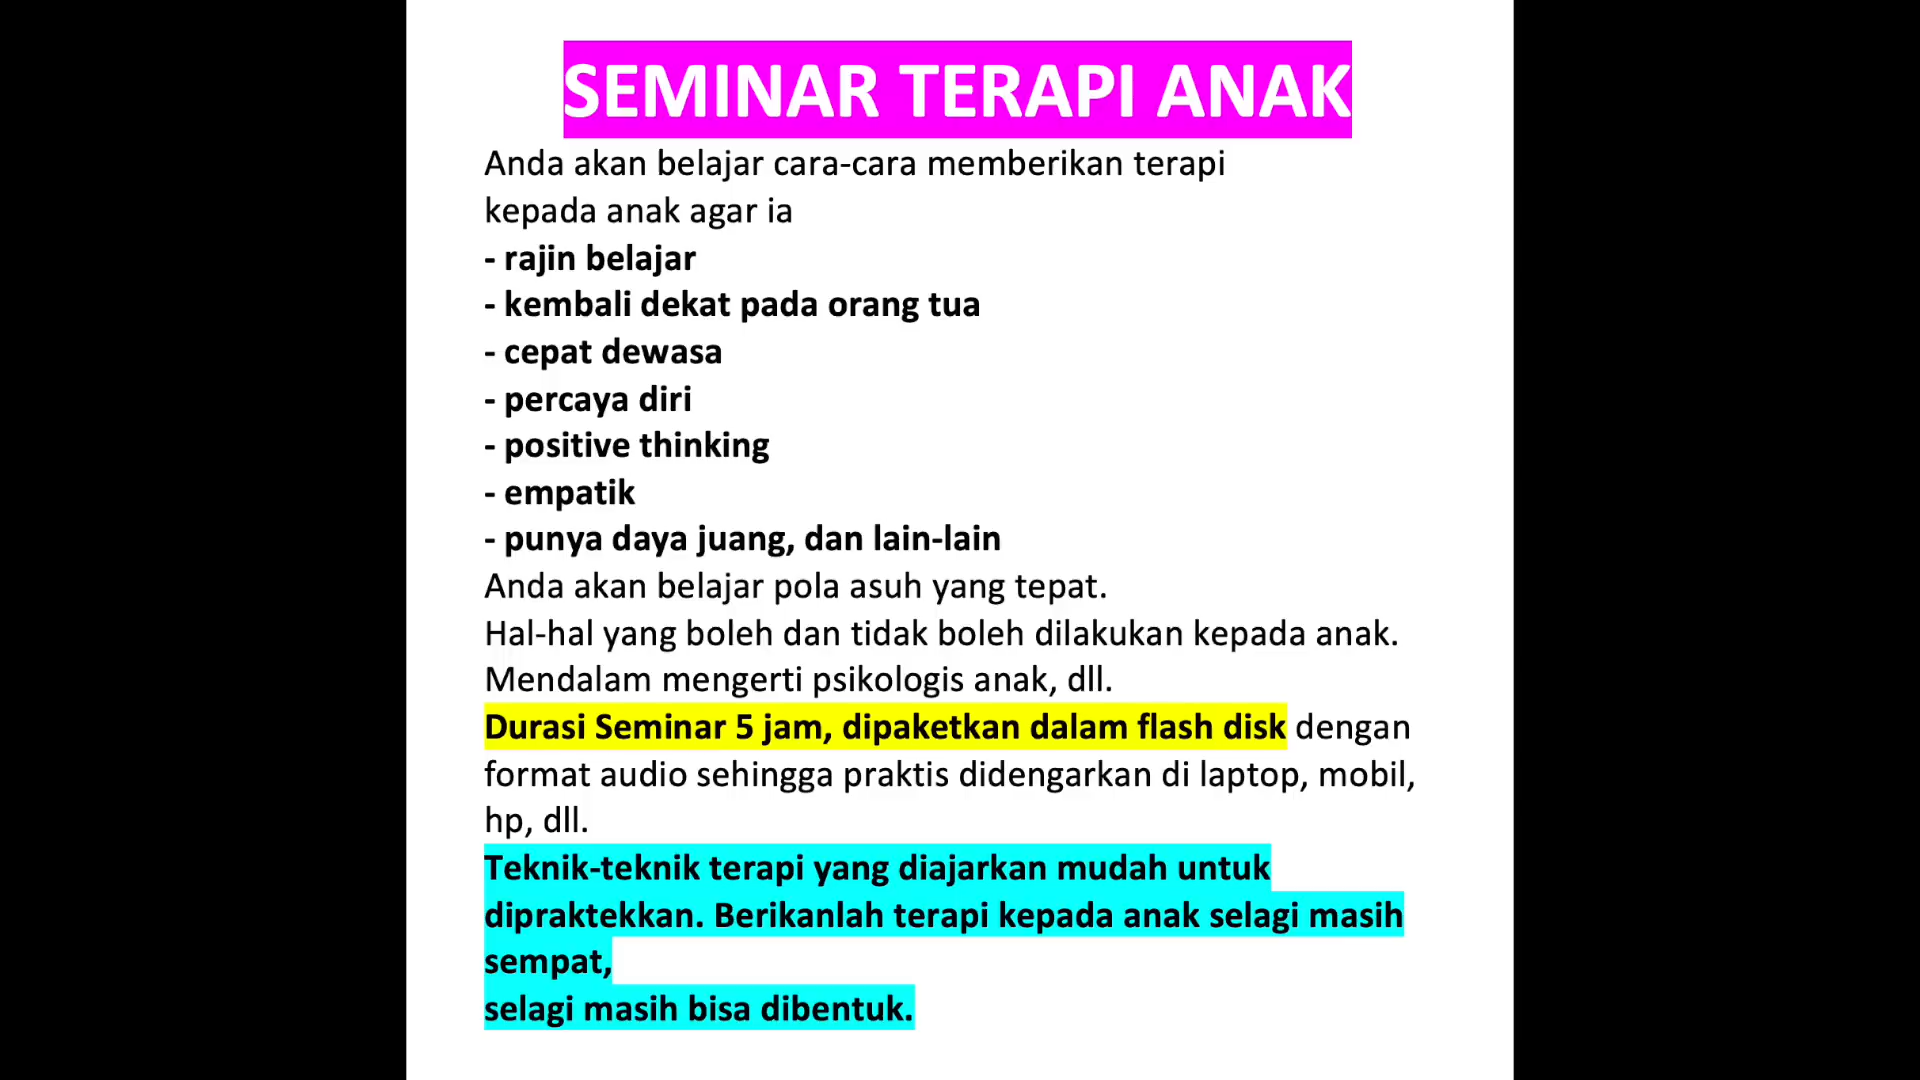 SEMINAR TERAPI ANAK
Anda akan belajar cara-cara memberikan terapi
kepada anak agar ia
- rajin belajar
- kembali dekat pada orang tua
- cepat dewasa
- percaya diri
- positive thinking
- empatik
- punya daya juang, dan lain-lain
Anda akan belajar pola asuh yang tepat.
Hal-hal yang boleh dan tidak boleh dilakukan kepada anak.
Mendalam mengerti psikologis anak, dll.
Durasi Seminar 5 jam, dipaketkan dalam flash disk dengan
format audio sehingga praktis didengarkan di laptop, mobil,
hp, dll.
Teknik-teknik terapi yang diajarkan mudah untuk
dipraktekkan. Berikanlah terapi kepada anak selagi masih
sempat,
selagi masih bisa dibentuk.